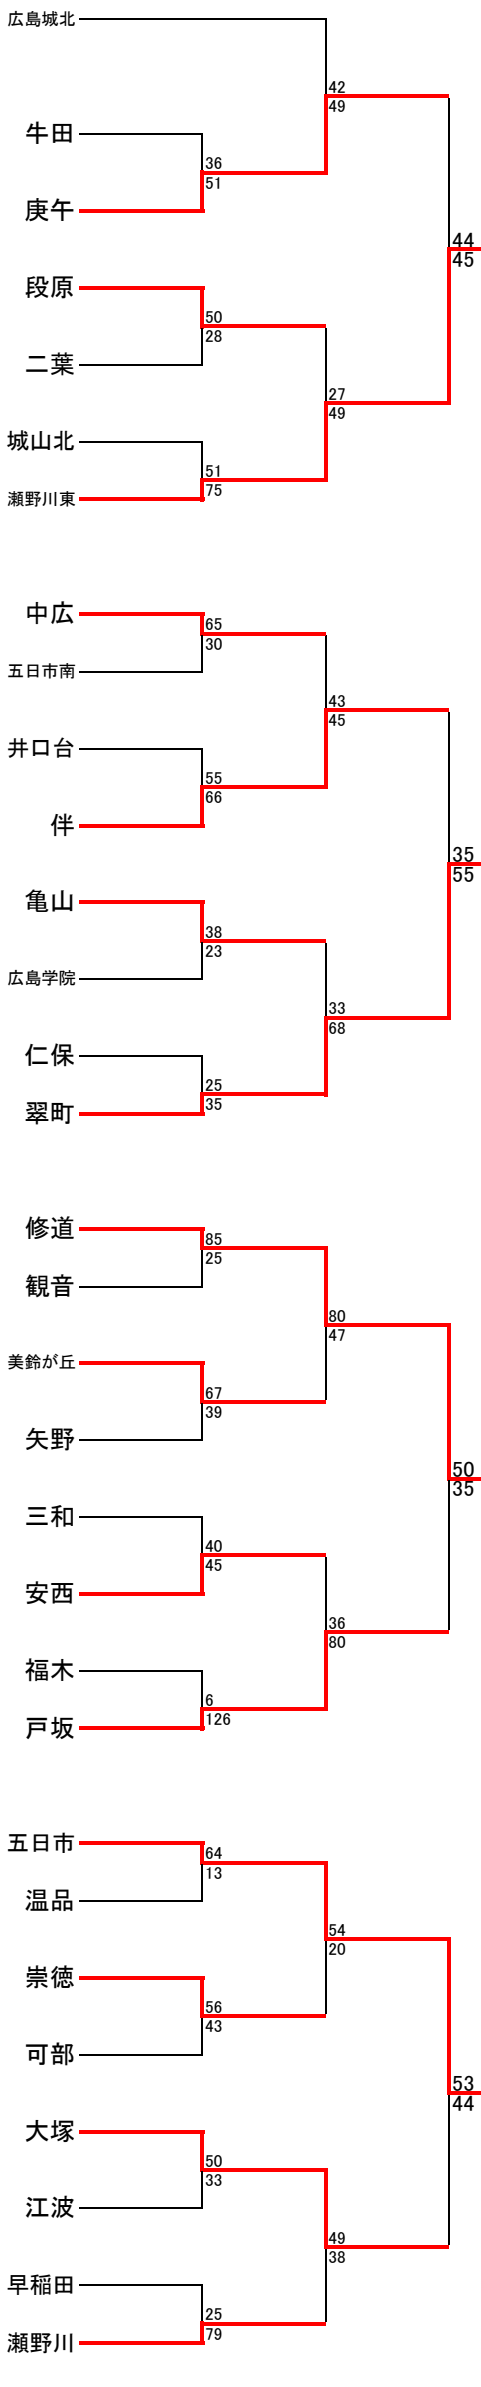 広島城北
42
49
牛田
36
51
庚午
44
45
段原
50
28
二葉
27
49
城山北
51
75
瀬野川東
中広
65
30
五日市南
43
45
井口台
55
66
伴
35
55
亀山
38
23
広島学院
33
68
仁保
25
35
翠町
修道
85
25
観音
80
47
美鈴が丘
67
39
矢野
50
35
三和
40
45
安西
36
80
福木
6
126
戸坂
五日市
64
13
温品
54
20
崇徳
56
43
可部
53
44
大塚
50
33
江波
49
38
早稲田
25
79
瀬野川